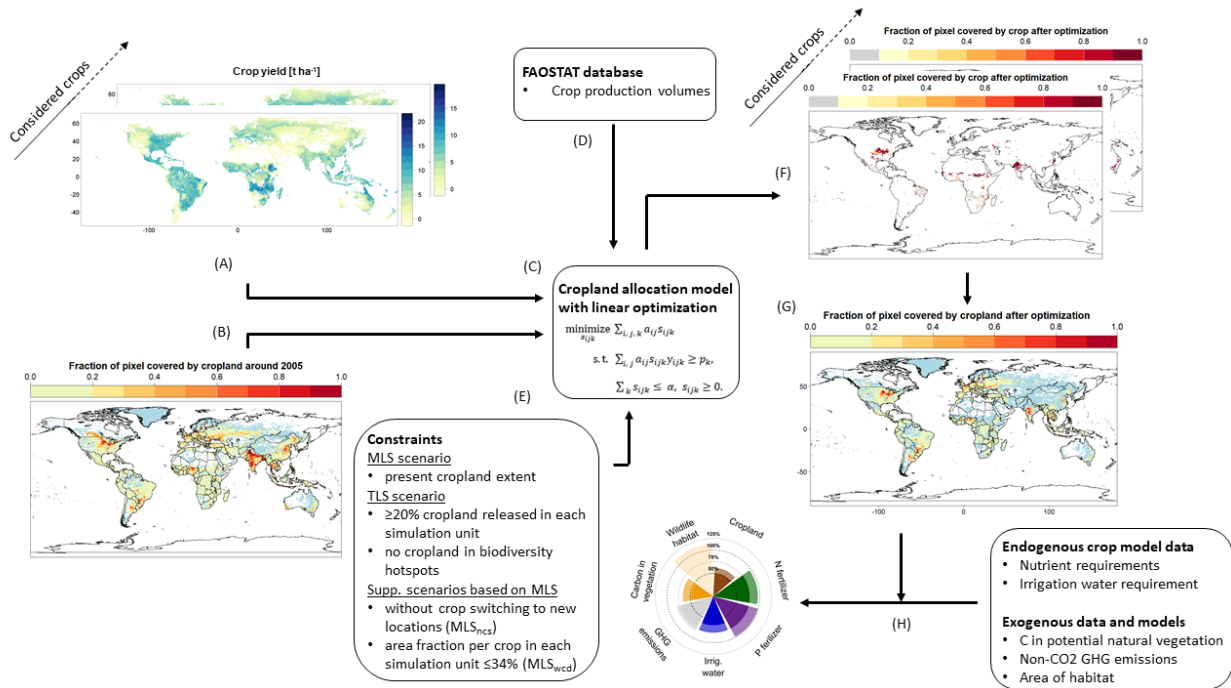 Considered crops
Crop yield [t ha⁻¹]
60
15
10
5
0
60
40
20
0
-20
-40
20
15
10
5
0
-100
0
100
(A)
(B)
Fraction of pixel covered by cropland around 2005
0.0 0.2 0.4 0.6 0.8 1.0
FAOSTAT database
• Crop production volumes
(D)
(C)
Cropland allocation model
with linear optimization
minimize ∑i, j, k aij sijk
sijk
s.t. ∑i, j aij sijk yijk ≥ pk,
∑k sijk ≤ α, sijk ≥ 0.
(E)
Constraints
MLS scenario
• present cropland extent
TLS scenario
• ≥20% cropland released in each
simulation unit
• no cropland in biodiversity
hotspots
Supp. scenarios based on MLS
• without crop switching to new
locations (MLSncs)
• area fraction per crop in each
simulation unit ≤34% (MLSwcd)
Considered crops
Fraction of pixel covered by crop after optimization
0.0 0.2 0.4 0.6 0.8 1.0
Fraction of pixel covered by crop after optimization
0.0 0.2 0.4 0.6 0.8 1.0
(F)
(G)
Fraction of pixel covered by cropland after optimization
0.0 0.2 0.4 0.6 0.8 1.0
50
0
-50
-100
0
100
Wildlife
habitat
Cropland
N fertilizer
P fertilizer
Irrig.
water
GHG
emissions
Carbon in
vegetation
120%
100%
75%
50%
(H)
Endogenous crop model data
• Nutrient requirements
• Irrigation water requirement
Exogenous data and models
• C in potential natural vegetation
• Non-CO2 GHG emissions
• Area of habitat